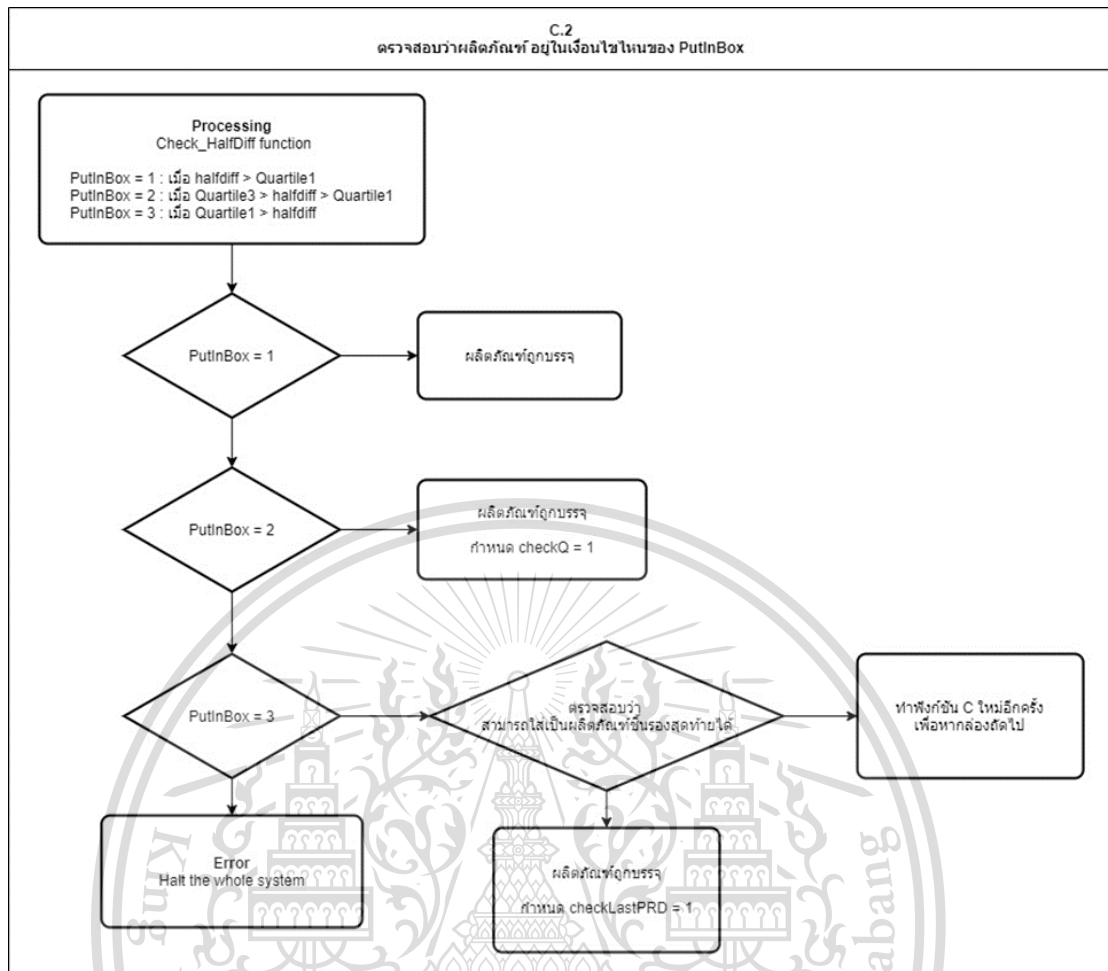 C.2
ตรวจสอบว่าผลิตภัณฑ์ อยู่ในเงื่อนไขไหนของ PutInBox
Processing
Check_HalfDiff function
PutInBox = 1 : เมื่อ halfdiff > Quartile1
PutInBox = 2 : เมื่อ Quartile3 > halfdiff > Quartile1
PutInBox = 3 : เมื่อ Quartile1 > halfdiff
PutInBox = 1
ผลิตภัณฑ์ถูกบรรจุ
PutInBox = 2
ผลิตภัณฑ์ถูกบรรจุ
กำหนด checkQ = 1
PutInBox = 3
ตรวจสอบว่า
สามารถใส่เป็นผลิตภัณฑ์ชิ้นรองสุดท้ายได้
ทำฟังก์ชัน C ใหม่อีกครั้ง
เพื่อหากล่องถัดไป
Error
Halt the whole system
ผลิตภัณฑ์ถูกบรรจุ
กำหนด checkLastPRD = 1
King
bang